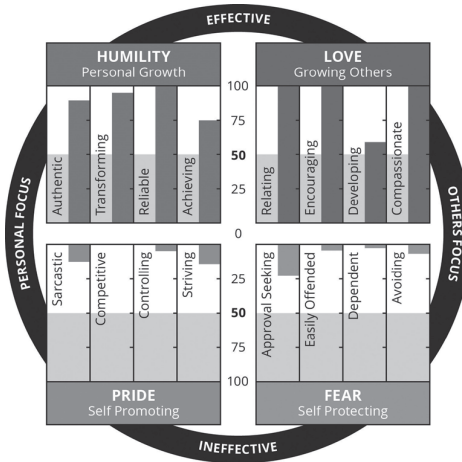 EFFECTIVE
HUMILITY
Personal Growth
LOVE
Growing Others
PERSONAL FOCUS
OTHERS FOCUS
Authentic
Transforming
Reliable
Achieving
100
75
50
25
0
Relating
Encouraging
Developing
Compassionate
Sarcastic
Competitive
Controlling
Striving
25
50
75
100
Approval Seeking
Easily Offended
Dependent
Avoiding
PRIDE
Self Promoting
FEAR
Self Protecting
INEFFECTIVE